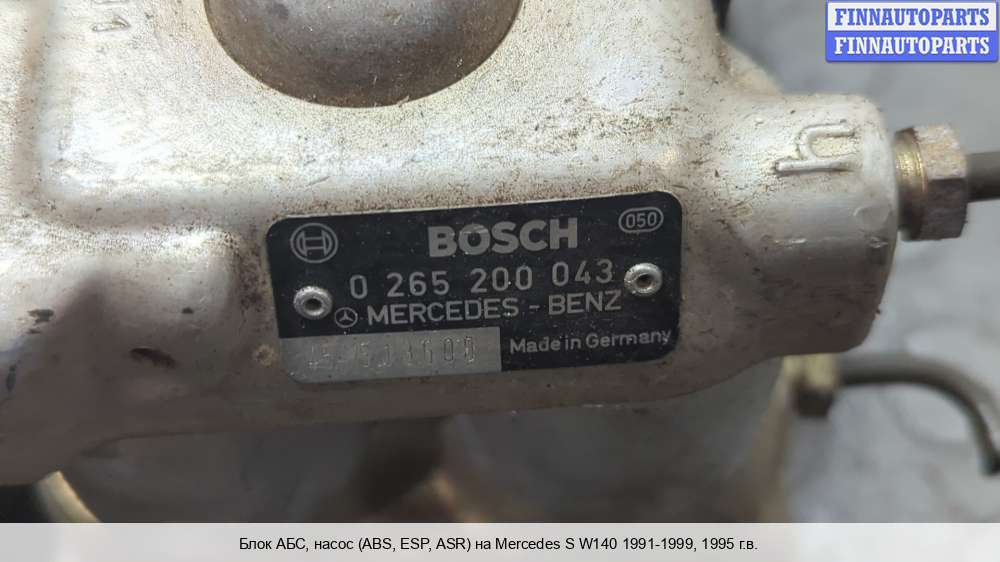 FINNAUTOPARTS
FINNAUTOPARTS
BOSCH
050
0 265 200 043
MERCEDES - BENZ
Made in Germany
Блок АБС, насос (ABS, ESP, ASR) на Mercedes S W140 1991-1999, 1995 г.в.